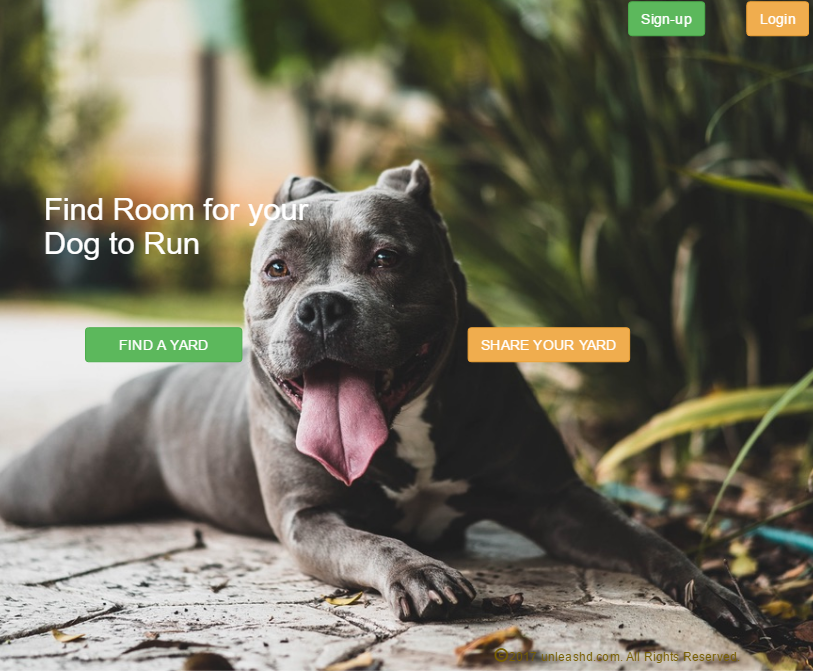 Sign-up
Login
Find Room for your
Dog to Run
FIND A YARD
SHARE YOUR YARD
© unleashd.com. All Rights Reserved